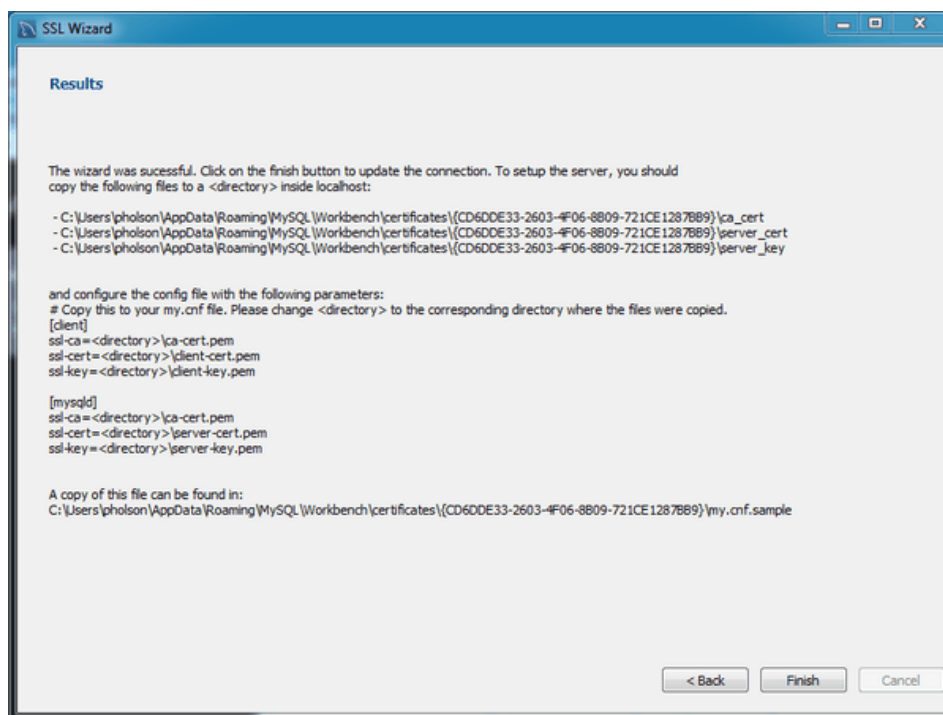 SSL Wizard
Results
The wizard was sucessful. Click on the finish button to update the connection. To setup the server, you should
copy the following files to a <directory> inside localhost:
- C:\Users\pholson\AppData\Roaming\MySQL\Workbench\certificates\{CD6DDE33-2603-4F06-8B09-721CE1287BB9}\ca_cert
- C:\Users\pholson\AppData\Roaming\MySQL\Workbench\certificates\{CD6DDE33-2603-4F06-8B09-721CE1287BB9}\server_cert
- C:\Users\pholson\AppData\Roaming\MySQL\Workbench\certificates\{CD6DDE33-2603-4F06-8B09-721CE1287BB9}\server_key
and configure the config file with the following parameters:
# Copy this to your my.cnf file. Please change <directory> to the corresponding directory where the files were copied.
[client]
ssl-ca=<directory>\ca-cert.pem
ssl-cert=<directory>\client-cert.pem
ssl-key=<directory>\client-key.pem
[mysqld]
ssl-ca=<directory>\ca-cert.pem
ssl-cert=<directory>\server-cert.pem
ssl-key=<directory>\server-key.pem
A copy of this file can be found in:
C:\Users\pholson\AppData\Roaming\MySQL\Workbench\certificates\{CD6DDE33-2603-4F06-8B09-721CE1287BB9}\my.cnf.sample
< Back Finish Cancel